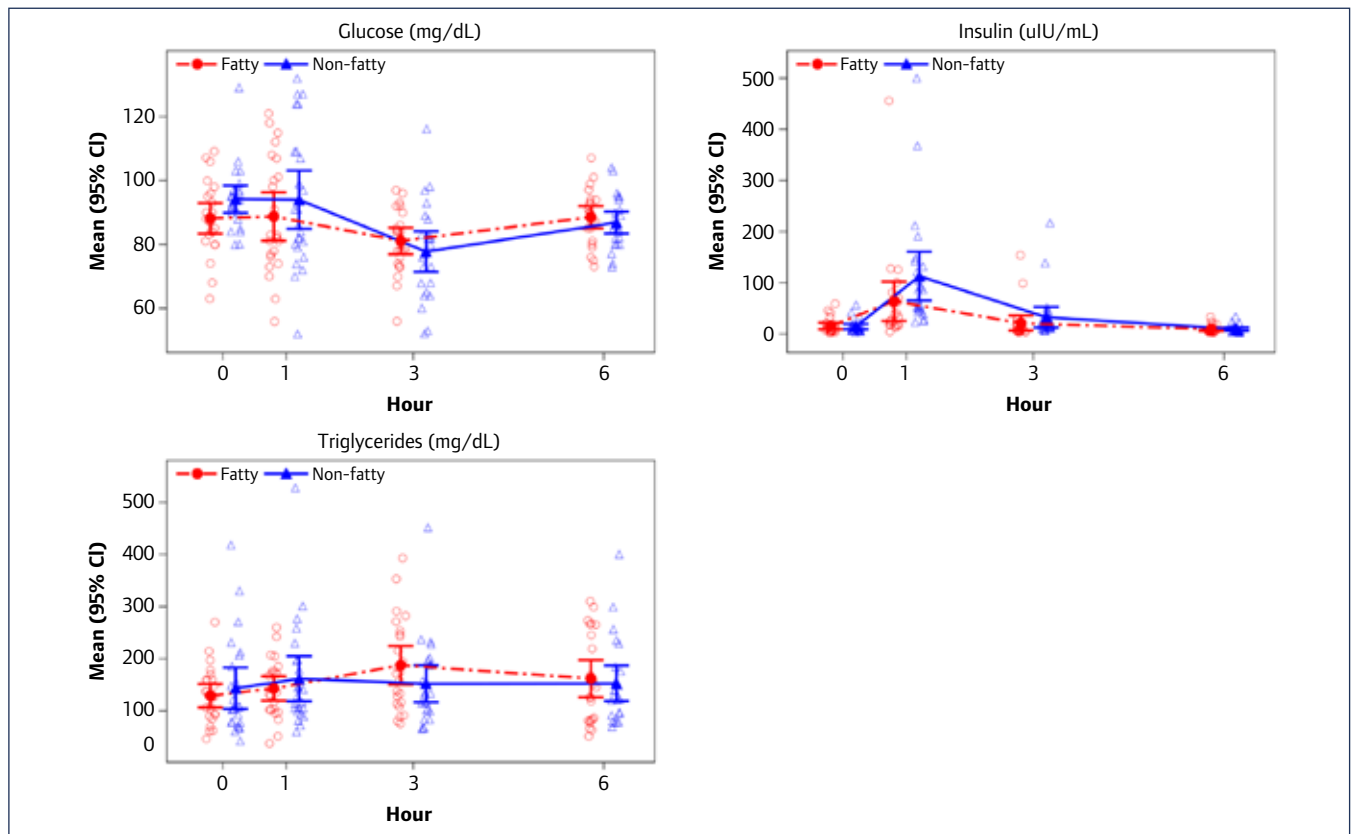 Glucose (mg/dL)
Fatty Non-fatty
Mean (95% CI)
120
100
80
60
0 1 3 6
Hour
Insulin (uIU/mL)
Fatty Non-fatty
Mean (95% CI)
500
400
300
200
100
0
0 1 3 6
Hour
Triglycerides (mg/dL)
Fatty Non-fatty
Mean (95% CI)
500
400
300
200
100
0
0 1 3 6
Hour